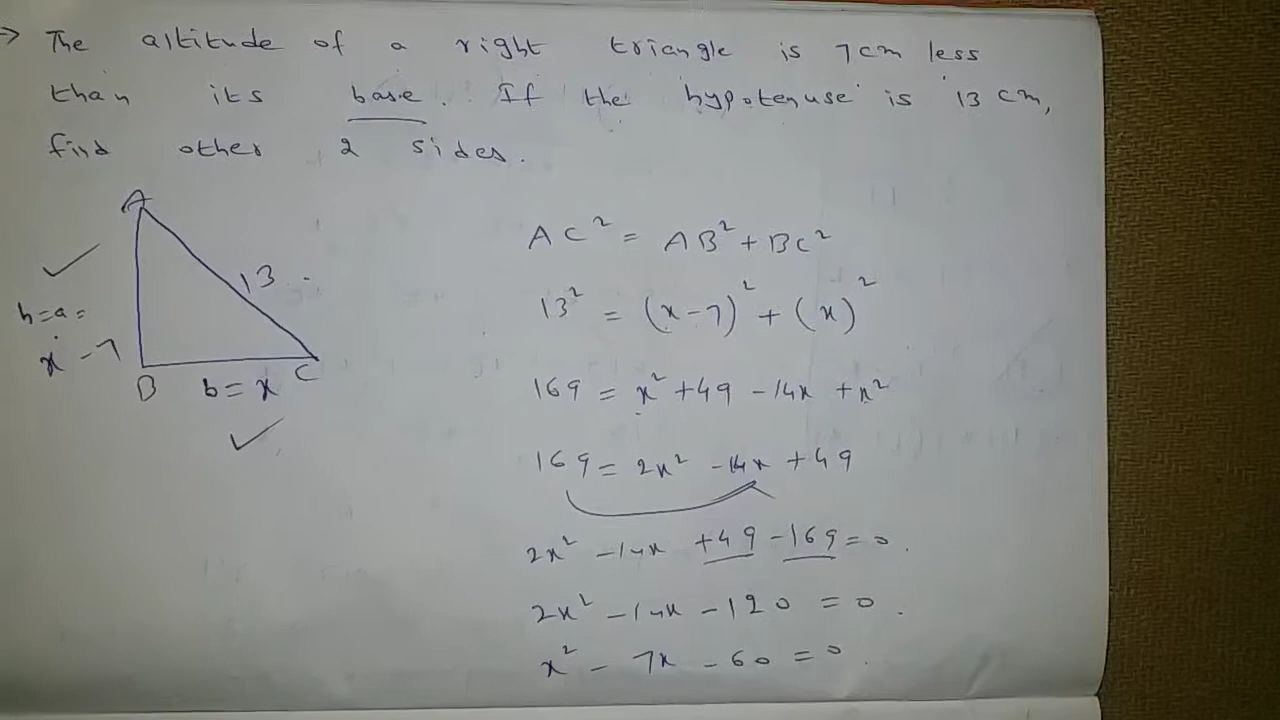 → The altitude of a right triangle is 7cm less
than its base. If the hypotenuse is 13 cm,
find other 2 sides.
A
13
h=a=
x-7
B b=x C
AC² = AB²+BC²
13² = (x-7)² + (x)²
169 = x² +49 -14x +x²
169 = 2x² -14x +49
2x² -14x +49 -169 = 0.
2x² -14x -120 = 0.
x² - 7x - 60 = 0.